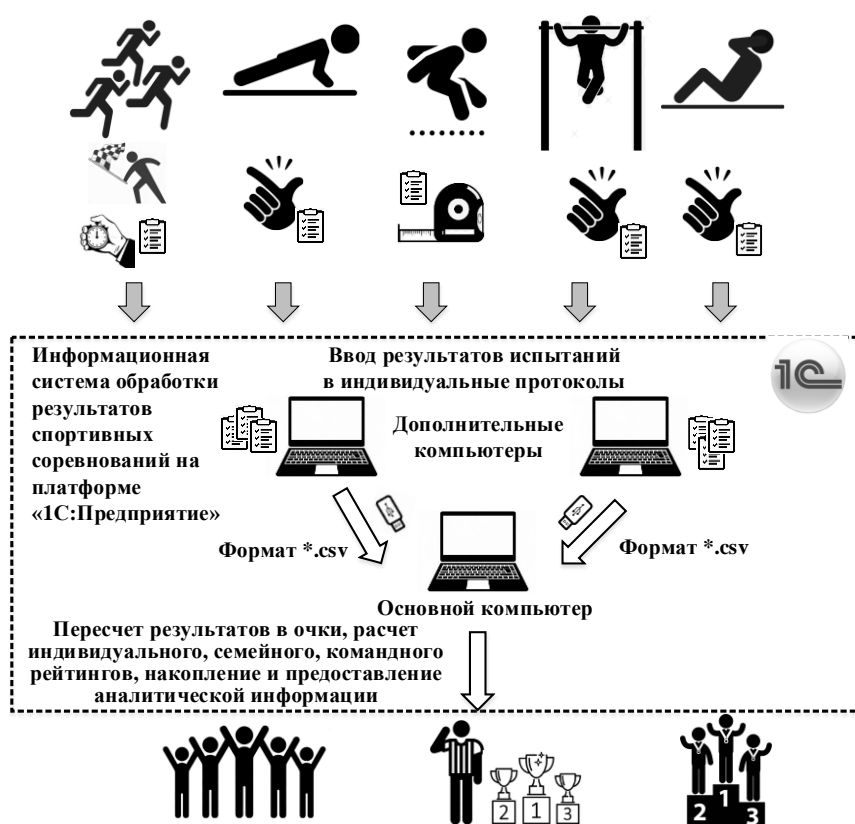 Информационная
система обработки
результатов
спортивных
соревнований на
платформе
«1С:Предприятие»
Ввод результатов испытаний
в индивидуальные протоколы
1С
Дополнительные
компьютеры
Формат *.csv
Формат *.csv
Основной компьютер
Пересчет результатов в очки, расчет
индивидуального, семейного, командного
рейтингов, накопление и предоставление
аналитической информации
2 1 3
2 1 3